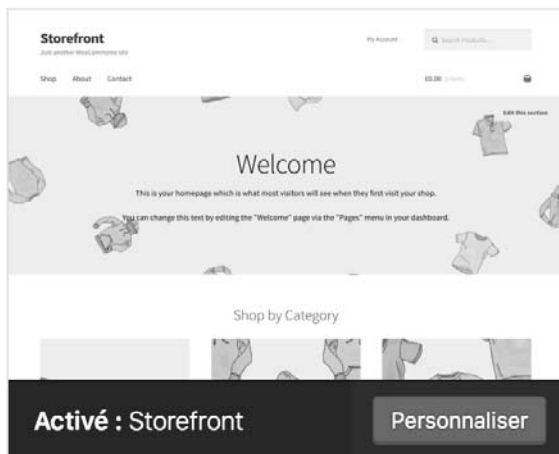 Storefront
Just another WooCommerce site
My Account
Search Products...
Shop About Contact
£0.00 0 items
Edit this section
Welcome
This is your homepage which is what most visitors will see when they first visit your shop.
You can change this text by editing the "Welcome" page via the "Pages" menu in your dashboard.
Shop by Category
Activé : Storefront
Personnaliser